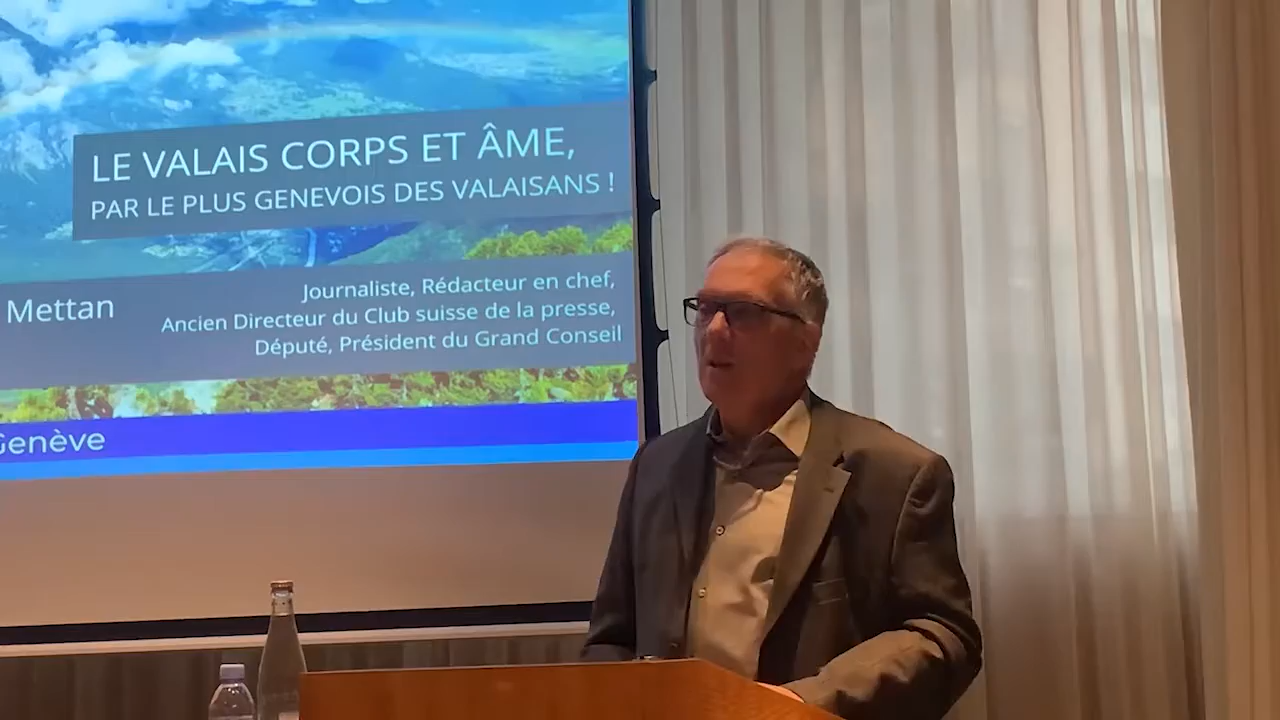 LE VALAIS CORPS ET ÂME,
PAR LE PLUS GENEVOIS DES VALAISANS !
Mettan
Journaliste, Rédacteur en chef,
Ancien Directeur du Club suisse de la presse,
Député, Président du Grand Conseil
Genève